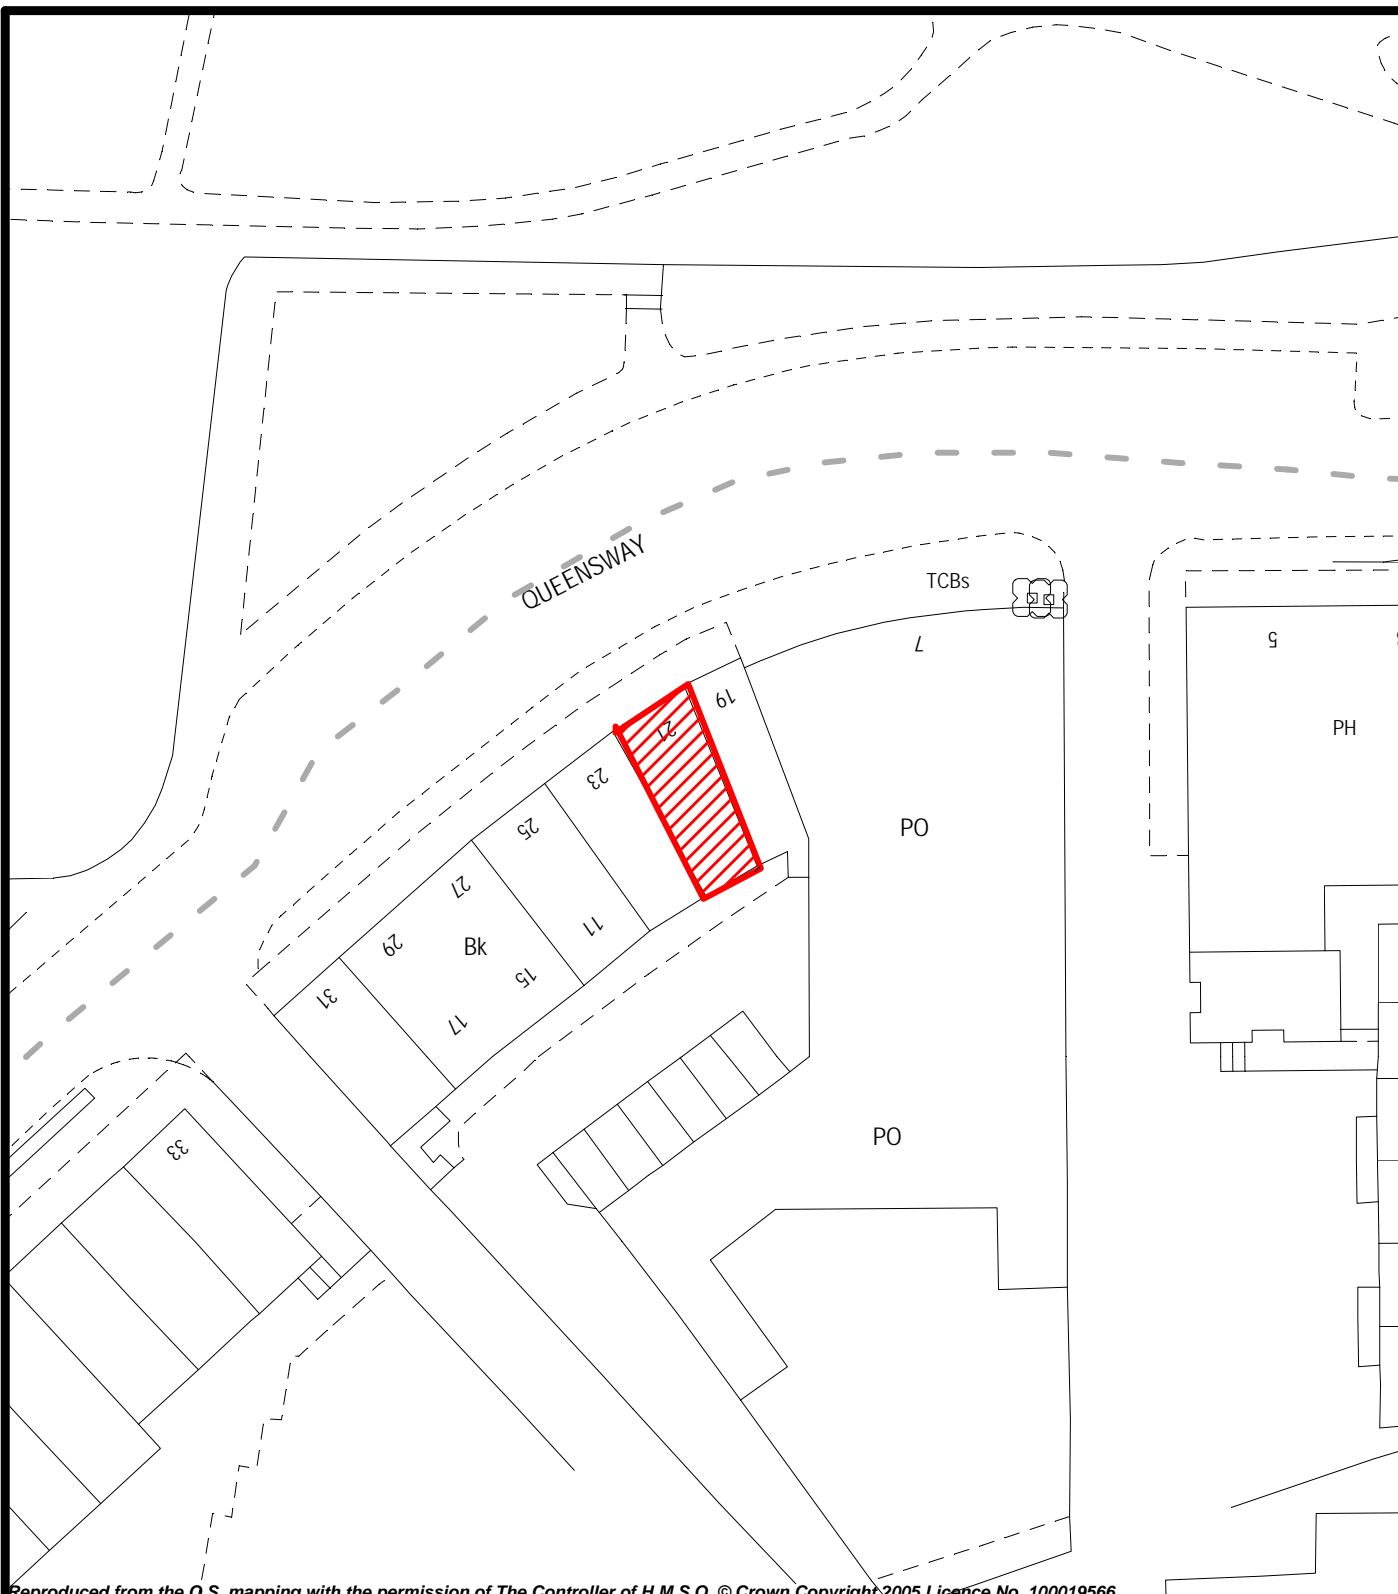 QUEENSWAY
TCBs
7
5
19
21
PH
23
25
PO
27
11
29
Bk
15
31
17
PO
33
Reproduced from the O.S. mapping with the permission of The Controller of H.M.S.O. © Crown Copyright 2005 Licence No. 100019566